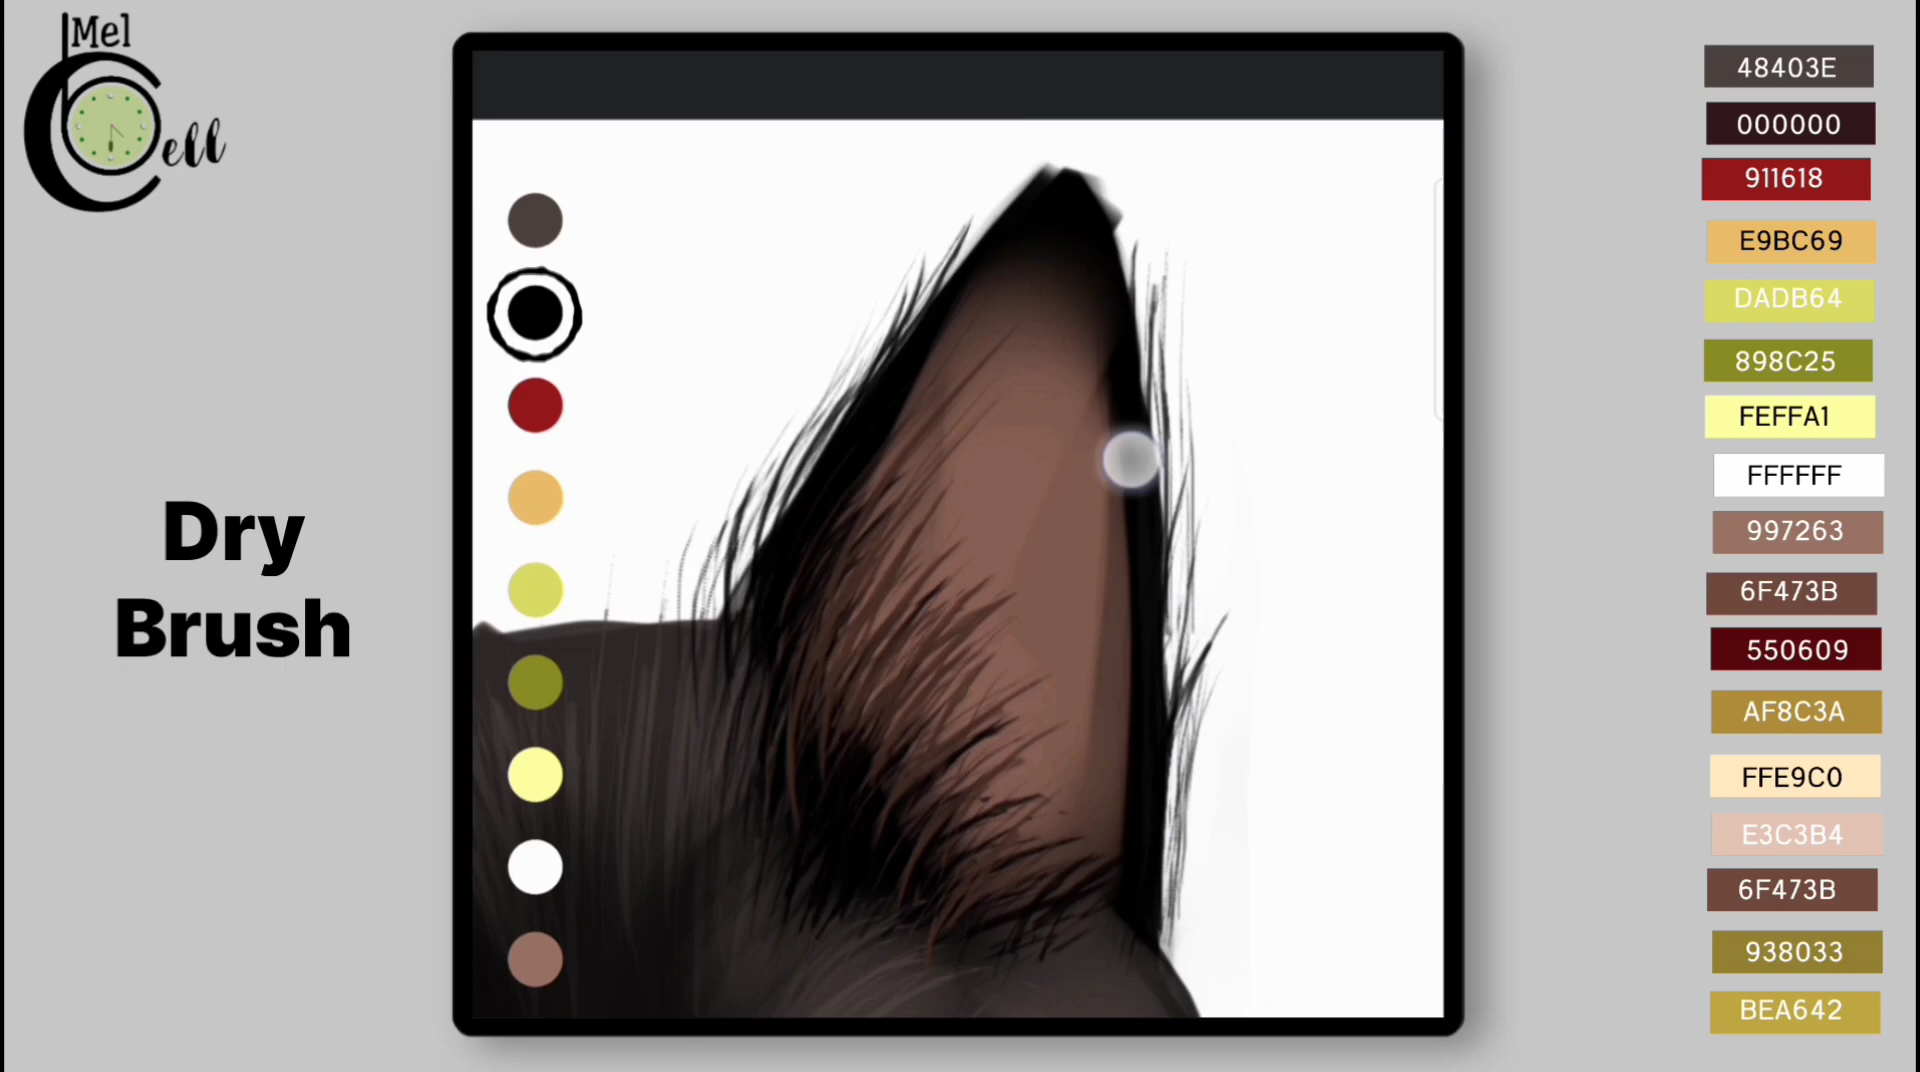 Mel
Cell
Dry
Brush
48403E
000000
911618
E9BC69
DADB64
898C25
FEFFA1
FFFFFF
997263
6F473B
550609
AF8C3A
FFE9C0
E3C3B4
6F473B
938033
BEA642